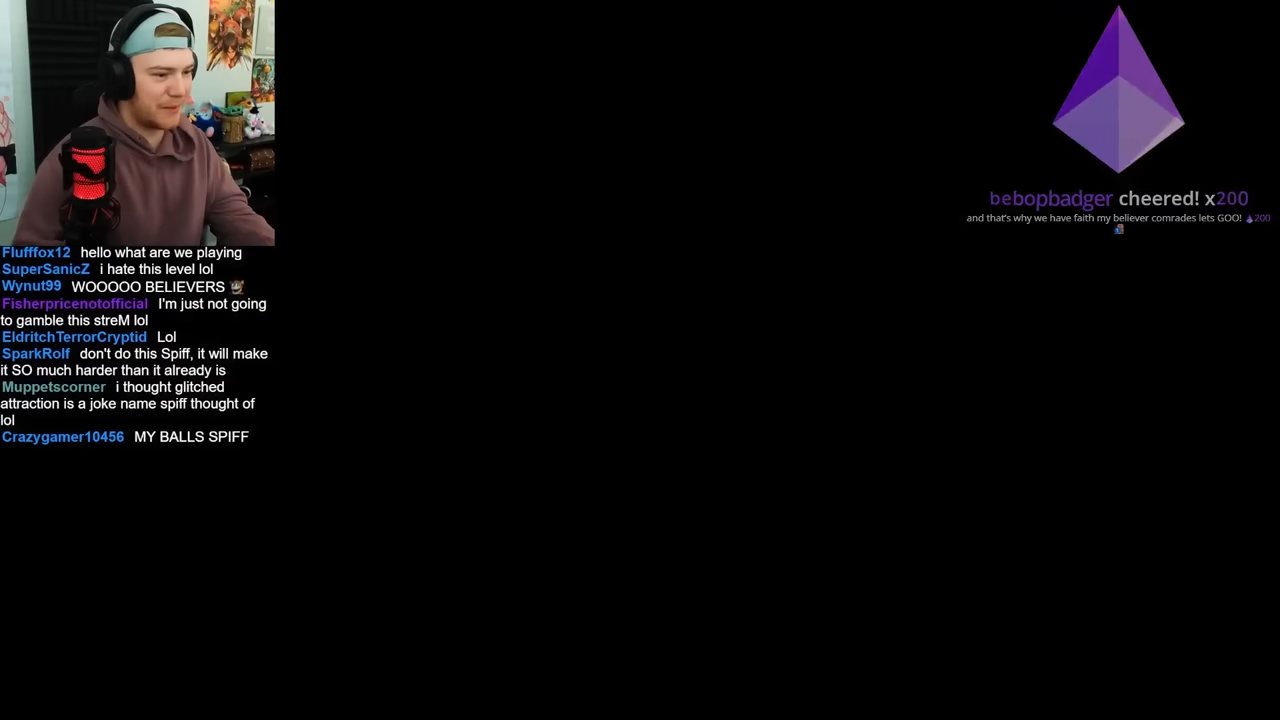 Flufffox12 hello what are we playing
SuperSanicZ i hate this level lol
Wynut99 WOOOOO BELIEVERS
Fisherpricenotofficial I'm just not going
to gamble this streM lol
EldritchTerrorCryptid Lol
SparkRolf don't do this Spiff, it will make
it SO much harder than it already is
Muppetscorner i thought glitched
attraction is a joke name spiff thought of
lol
Crazygamer10456 MY BALLS SPIFF
bebopbadger cheered! x200
and that's why we have faith my believer comrades lets GOO! 200